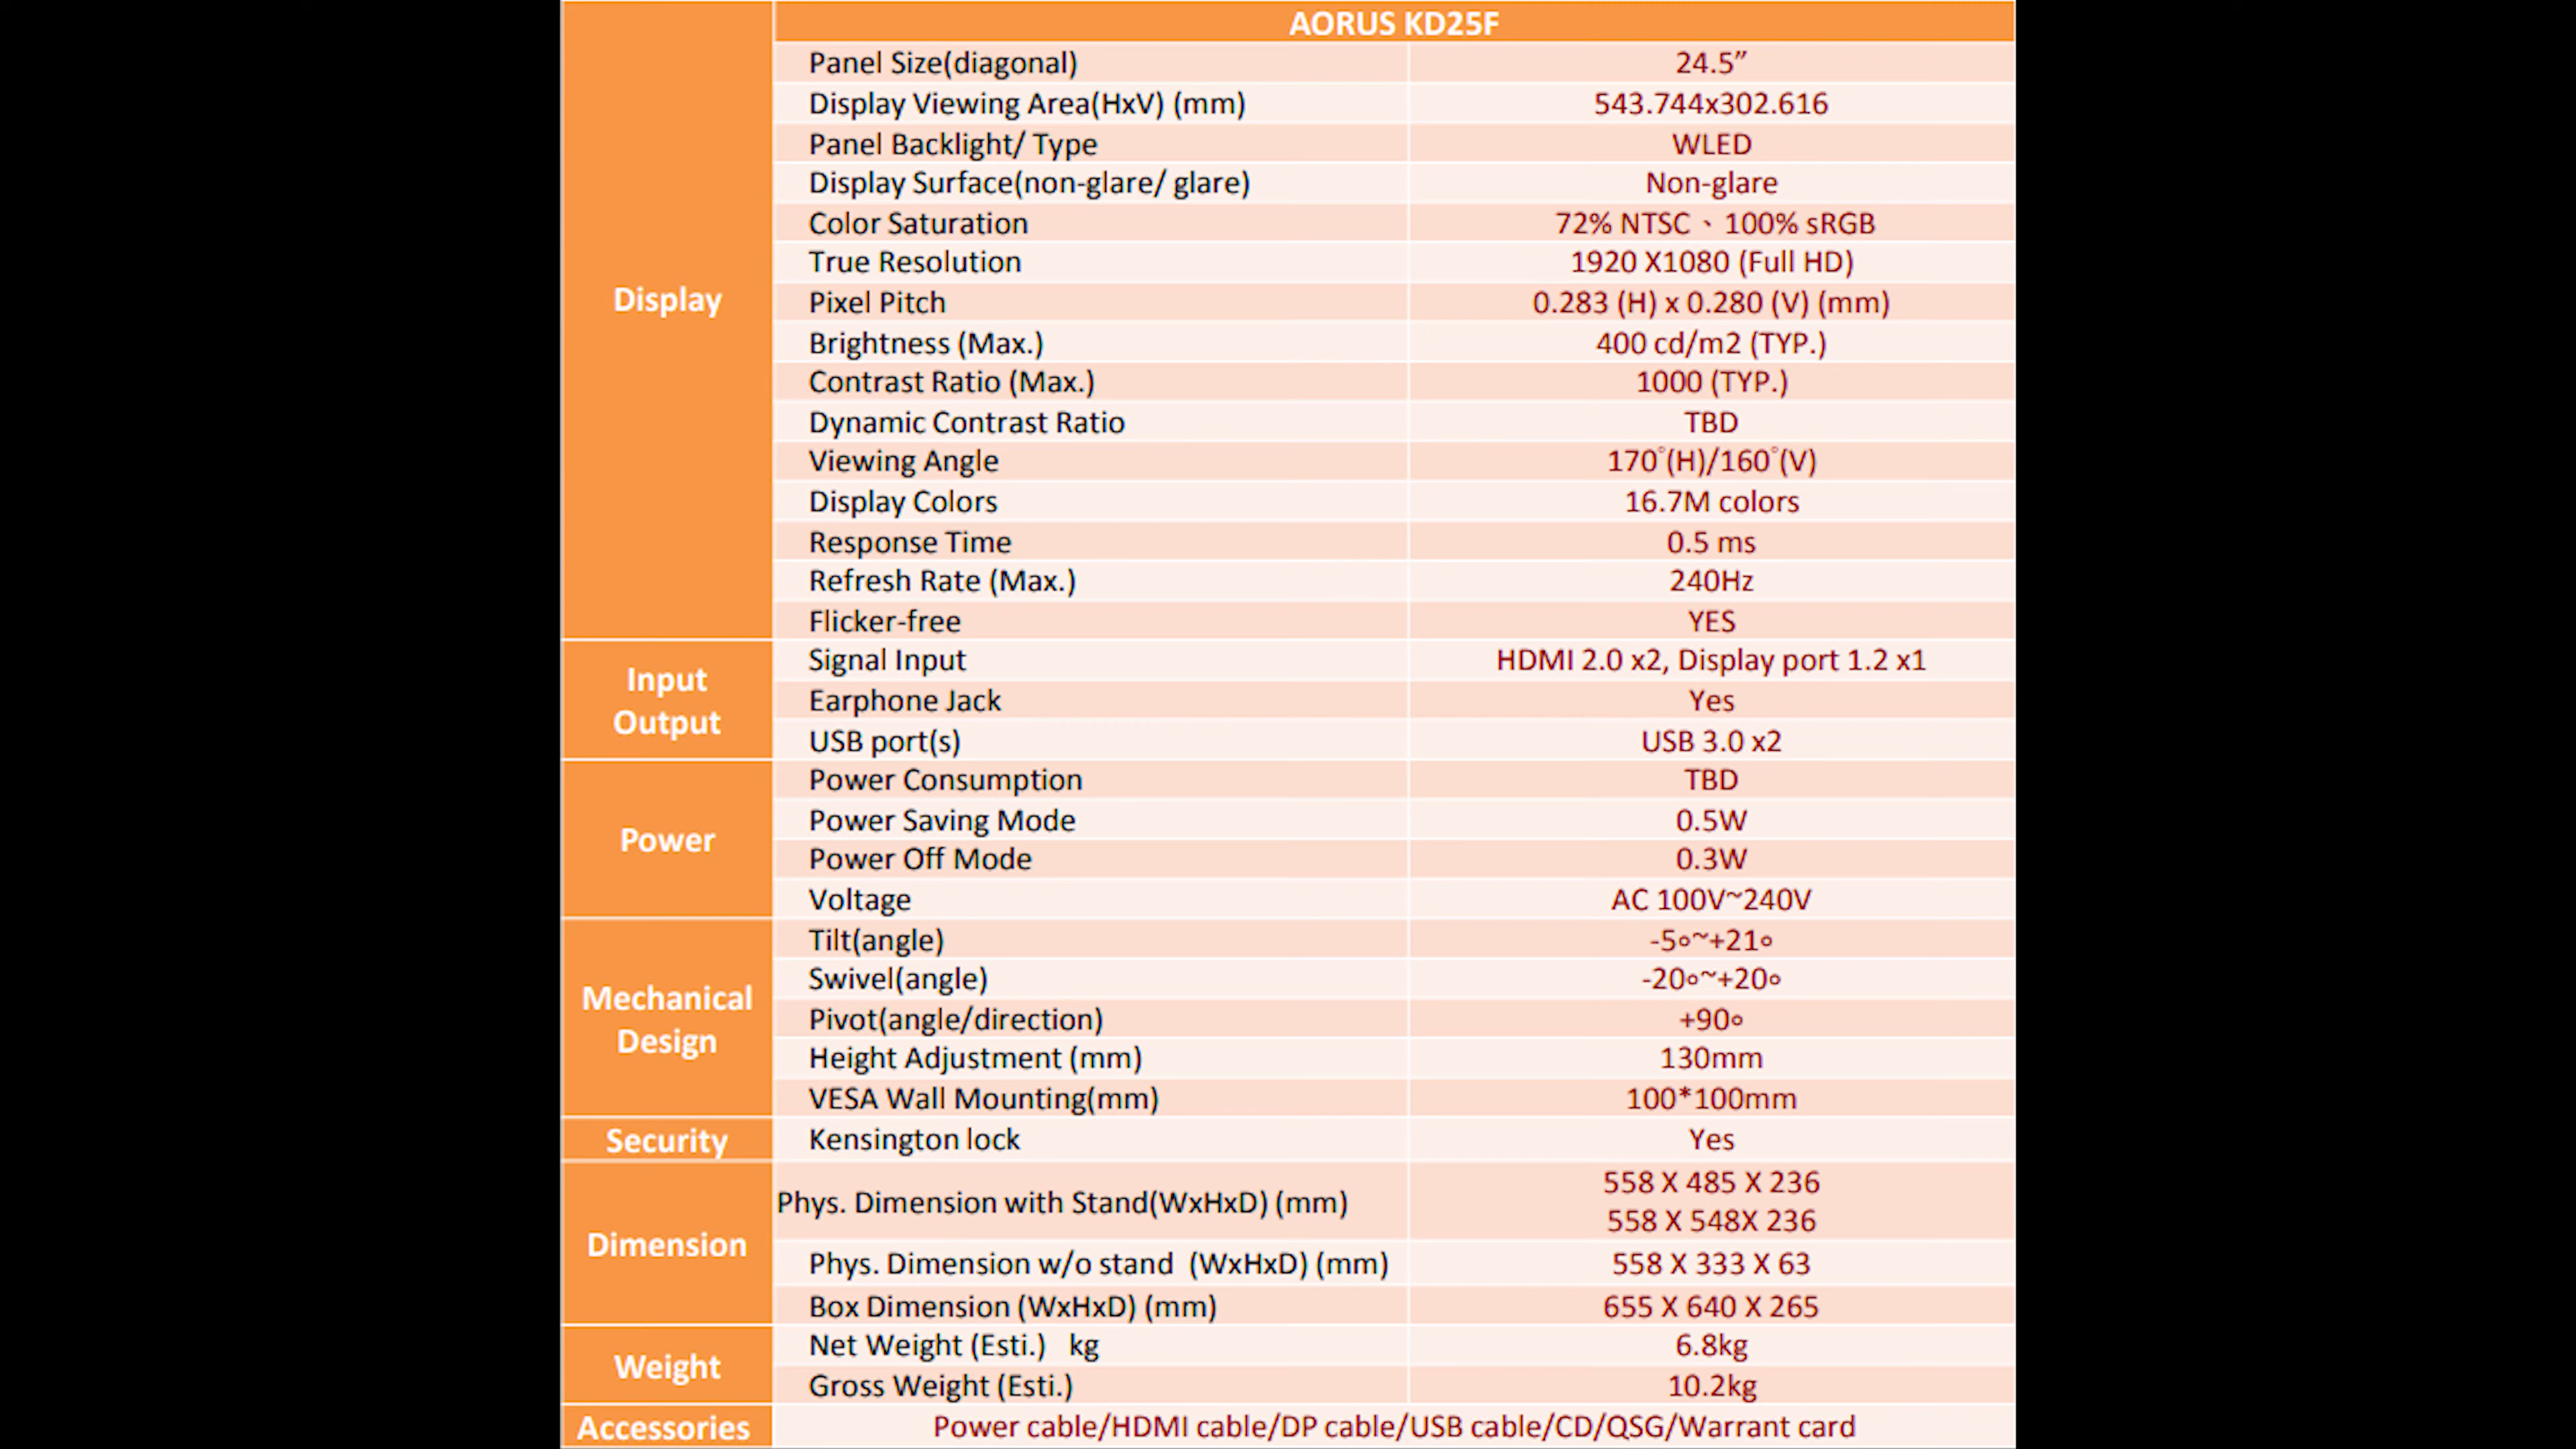 AORUS KD25F
Display
Panel Size(diagonal) 24.5”
Display Viewing Area(HxV) (mm) 543.744x302.616
Panel Backlight/ Type WLED
Display Surface(non-glare/ glare) Non-glare
Color Saturation 72% NTSC、100% sRGB
True Resolution 1920 X1080 (Full HD)
Pixel Pitch 0.283 (H) x 0.280 (V) (mm)
Brightness (Max.) 400 cd/m2 (TYP.)
Contrast Ratio (Max.) 1000 (TYP.)
Dynamic Contrast Ratio TBD
Viewing Angle 170°(H)/160°(V)
Display Colors 16.7M colors
Response Time 0.5 ms
Refresh Rate (Max.) 240Hz
Flicker-free YES
Input
Output
Signal Input HDMI 2.0 x2, Display port 1.2 x1
Earphone Jack Yes
USB port(s) USB 3.0 x2
Power
Power Consumption TBD
Power Saving Mode 0.5W
Power Off Mode 0.3W
Voltage AC 100V~240V
Mechanical
Design
Tilt(angle) -5∘~+21∘
Swivel(angle) -20∘~+20∘
Pivot(angle/direction) +90∘
Height Adjustment (mm) 130mm
VESA Wall Mounting(mm) 100*100mm
Security
Kensington lock Yes
Dimension
Phys. Dimension with Stand(WxHxD) (mm) 558 X 485 X 236
558 X 548X 236
Phys. Dimension w/o stand (WxHxD) (mm) 558 X 333 X 63
Box Dimension (WxHxD) (mm) 655 X 640 X 265
Weight
Net Weight (Esti.) kg 6.8kg
Gross Weight (Esti.) 10.2kg
Accessories Power cable/HDMI cable/DP cable/USB cable/CD/QSG/Warrant card